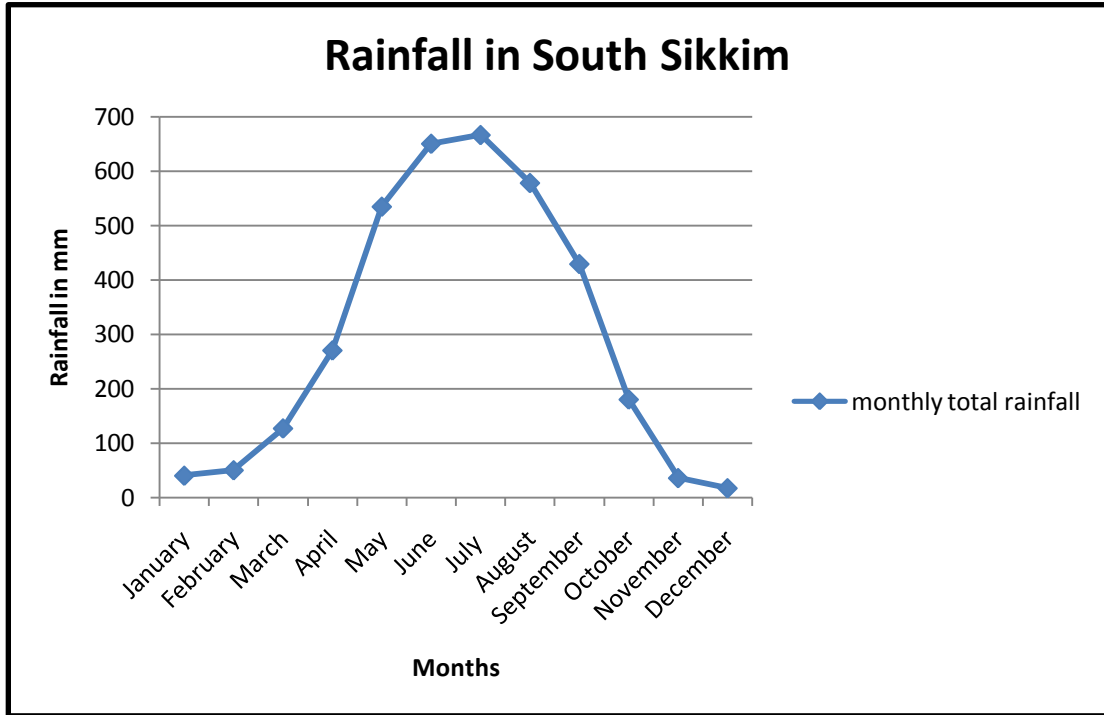 Rainfall in South Sikkim
700
600
500
400
300
200
100
0
Rainfall in mm
January
February
March
April
May
June
July
August
September
October
November
December
Months
monthly total rainfall